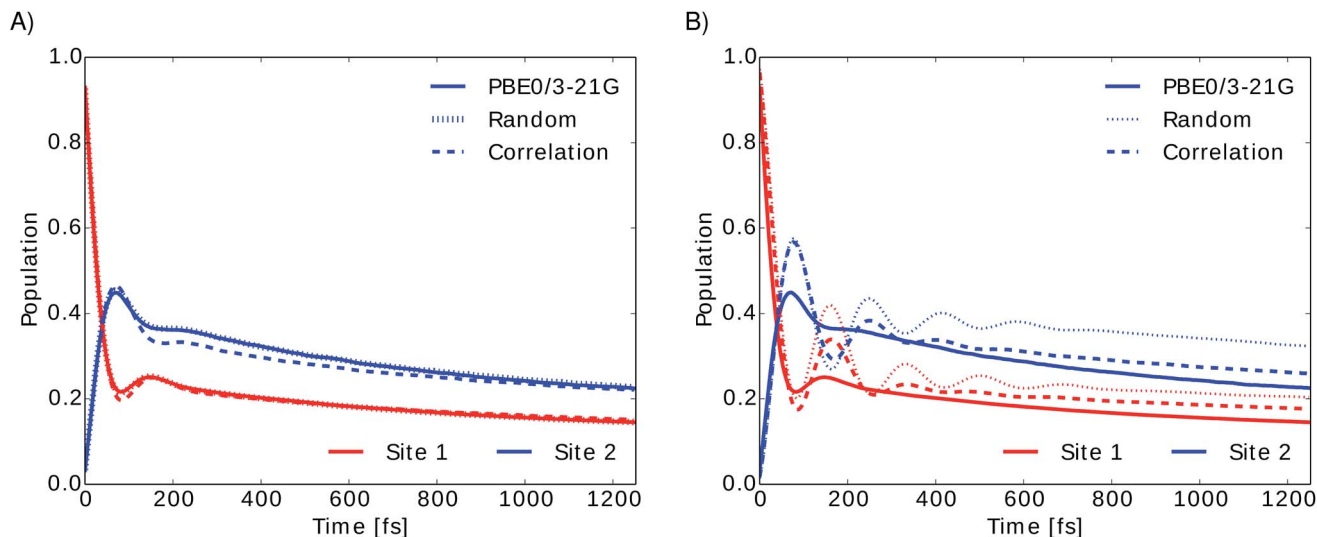 A)
1.0
0.8
0.6
0.4
0.2
0.0
Population
PBE0/3-21G
Random
Correlation
Site 1 Site 2
0 200 400 600 800 1000 1200
Time [fs]
B)
1.0
0.8
0.6
0.4
0.2
0.0
Population
PBE0/3-21G
Random
Correlation
Site 1 Site 2
0 200 400 600 800 1000 1200
Time [fs]